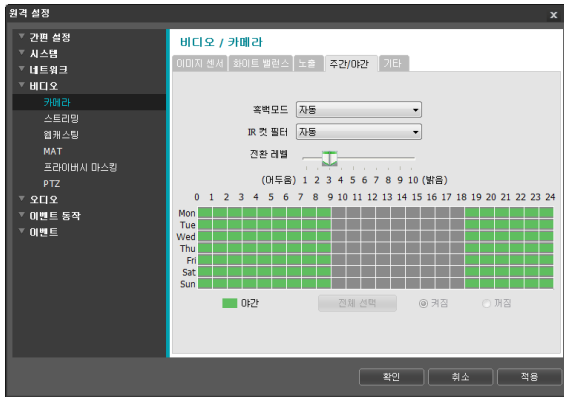 원격 설정
x
간편 설정
시스템
네트워크
비디오
카메라
스트리밍
웹캐스팅
MAT
프라이버시 마스킹
PTZ
오디오
이벤트 동작
이벤트
비디오 / 카메라
이미지 센서 화이트 밸런스 노출 주간/야간 기타
흑백모드 자동
IR 컷 필터 자동
전환 레벨
(어두움) 1 2 3 4 5 6 7 8 9 10 (밝음)
0 1 2 3 4 5 6 7 8 9 10 11 12 13 14 15 16 17 18 19 20 21 22 23 24
Mon
Tue
Wed
Thu
Fri
Sat
Sun
야간 전체 선택 켜짐 꺼짐
확인 취소 적용